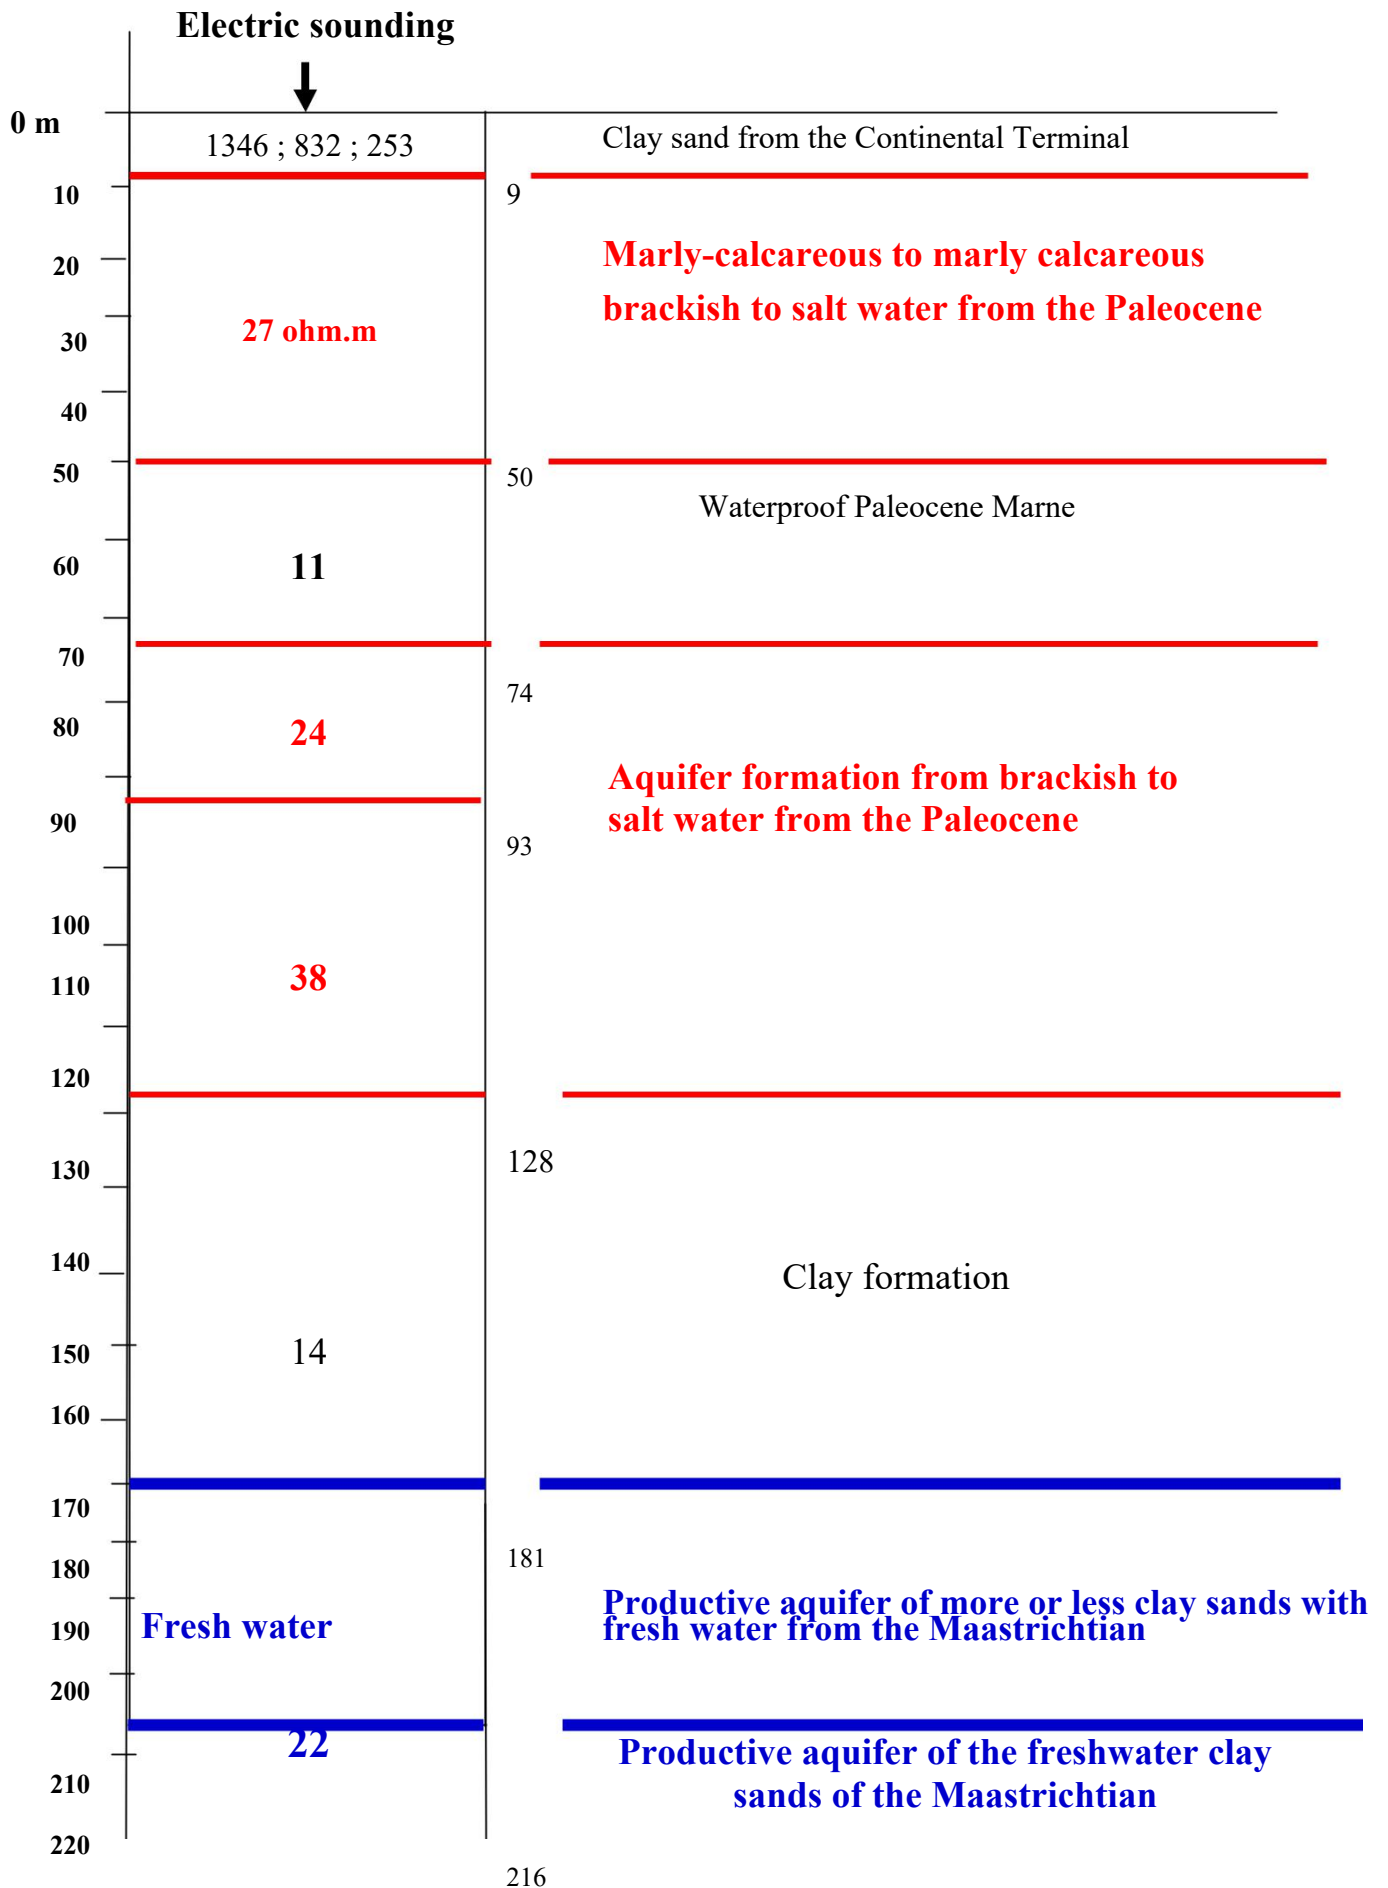 Electric sounding
0 m
1346 ; 832 ; 253
Clay sand from the Continental Terminal
10
9
20
Marly-calcareous to marly calcareous
brackish to salt water from the Paleocene
30
27 ohm.m
40
50
50
Waterproof Paleocene Marne
60
11
70
74
80
24
Aquifer formation from brackish to
salt water from the Paleocene
90
93
100
110
38
120
128
130
140
Clay formation
150
14
160
170
181
180
Productive aquifer of more or less clay sands with
fresh water from the Maastrichtian
190
Fresh water
200
22
Productive aquifer of the freshwater clay
sands of the Maastrichtian
210
220
216